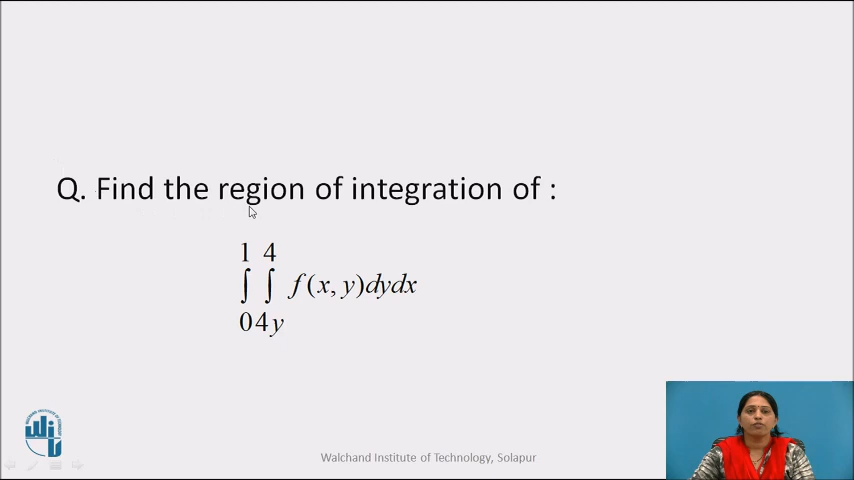 Q. Find the region of integration of :
1 4
∫ ∫ f(x, y)dydx
0 4y
Walchand Institute of Technology, Solapur